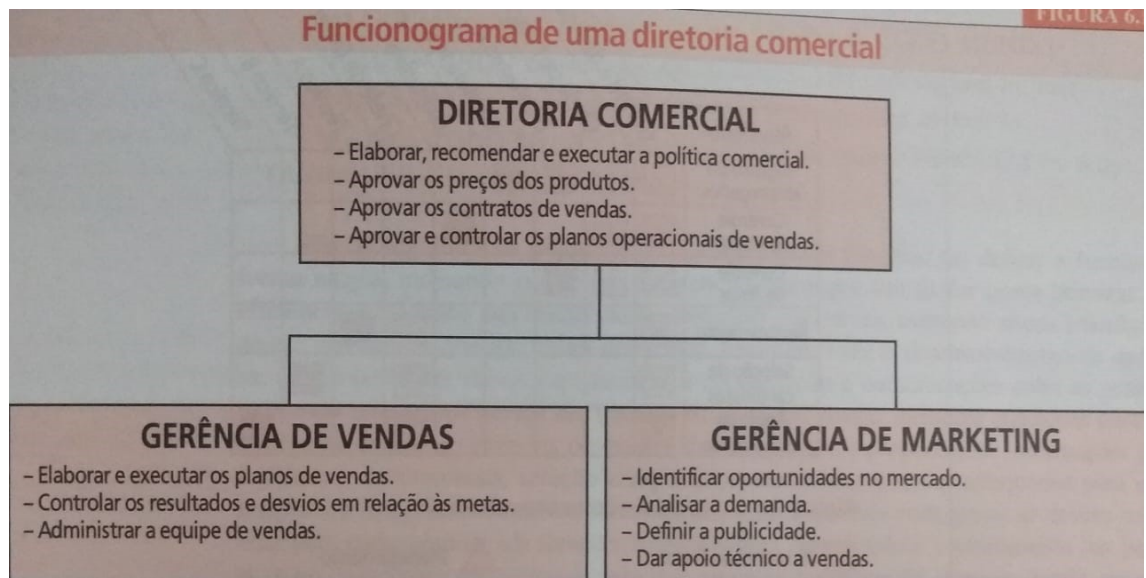 FIGURA 6.
Funcionograma de uma diretoria comercial
DIRETORIA COMERCIAL
– Elaborar, recomendar e executar a política comercial.
– Aprovar os preços dos produtos.
– Aprovar os contratos de vendas.
– Aprovar e controlar os planos operacionais de vendas.
GERÊNCIA DE VENDAS
– Elaborar e executar os planos de vendas.
– Controlar os resultados e desvios em relação às metas.
– Administrar a equipe de vendas.
GERÊNCIA DE MARKETING
– Identificar oportunidades no mercado.
– Analisar a demanda.
– Definir a publicidade.
– Dar apoio técnico a vendas.